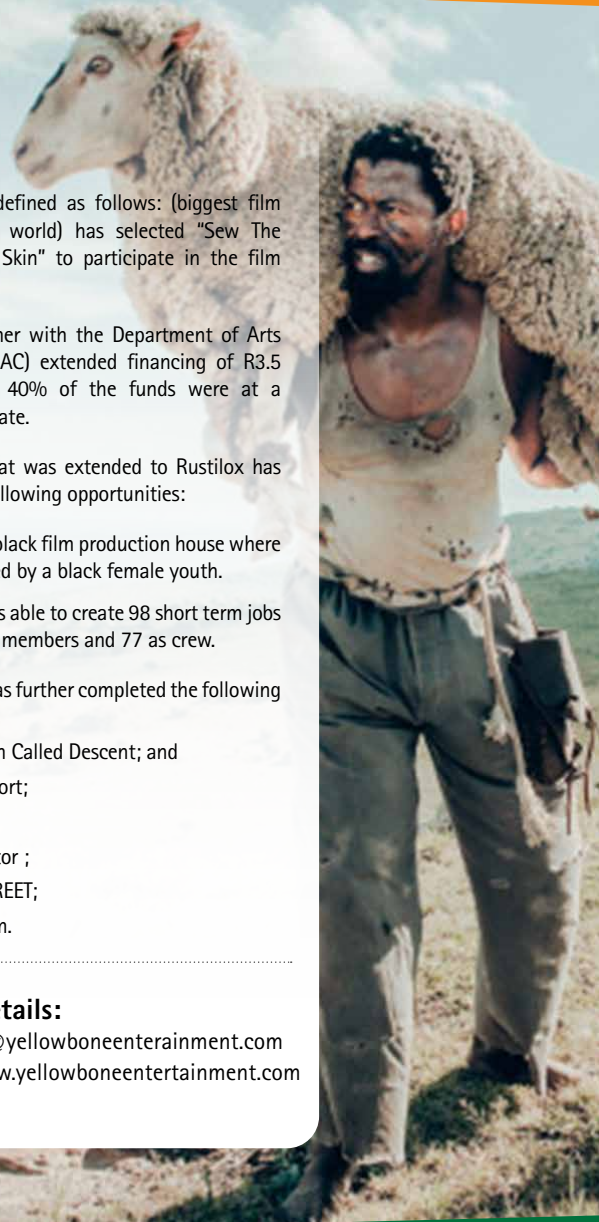 defined as follows: (biggest film
world) has selected “Sew The
Skin” to participate in the film
her with the Department of Arts
AC) extended financing of R3.5
40% of the funds were at a
ate.
at was extended to Rustilox has
llowing opportunities:
black film production house where
ed by a black female youth.
s able to create 98 short term jobs
members and 77 as crew.
as further completed the following
n Called Descent; and
ort;
tor ;
REET;
n.
etails:
@yellowboneenterainment.com
w.yellowboneentertainment.com